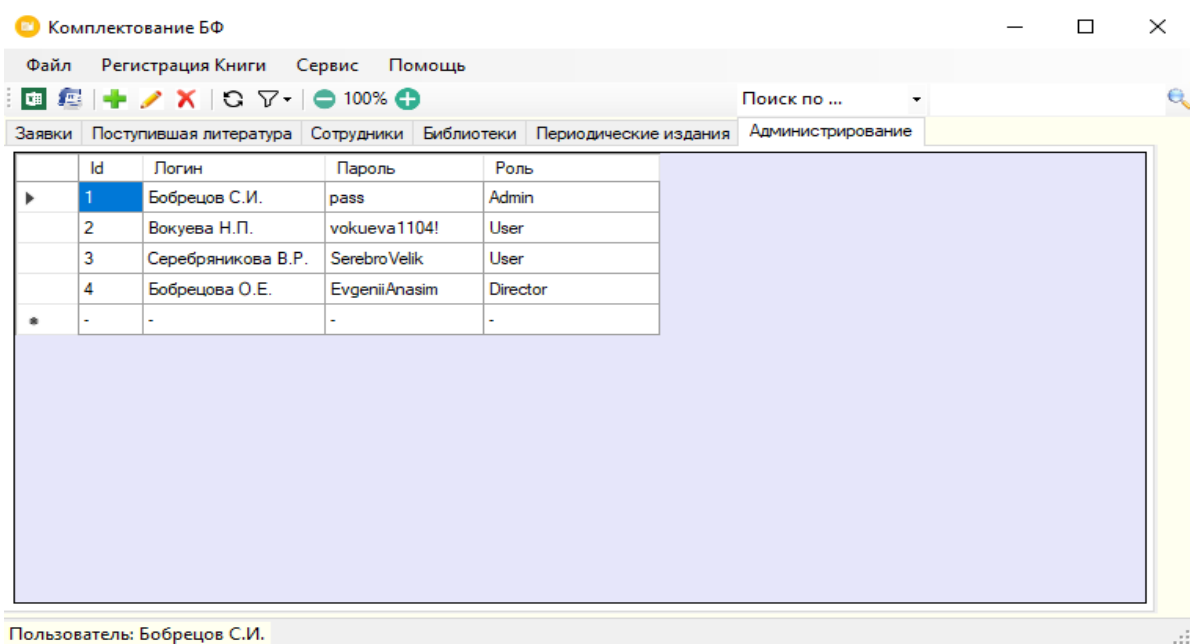 Комплектование БФ
Файл Регистрация Книги Сервис Помощь
100% Поиск по ...
Заявки Поступившая литература Сотрудники Библиотеки Периодические издания Администрирование
Id Логин Пароль Роль
1 Бобрецов С.И. pass Admin
2 Вокуева Н.П. vokueva1104! User
3 Серебряникова В.Р. SerebroVelik User
4 Бобрецова О.Е. EvgeniiAnasim Director
- - - -
Пользователь: Бобрецов С.И.